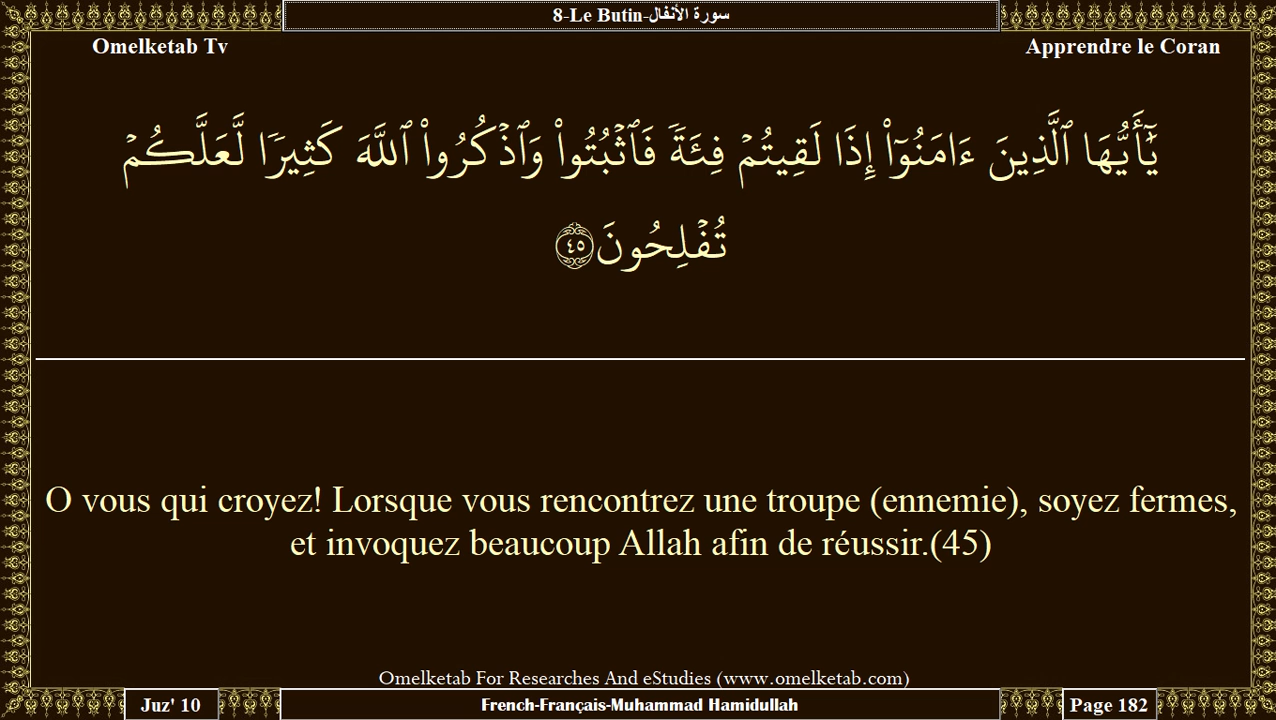 8-Le Butin-سورة الأنفال
Omelketab Tv
Apprendre le Coran
يَٰٓأَيُّهَا ٱلَّذِينَ ءَامَنُوٓا۟ إِذَا لَقِيتُمْ فِئَةًۭ فَٱثْبُتُوا۟ وَٱذْكُرُوا۟ ٱللَّهَ كَثِيرًۭا لَّعَلَّكُمْ
تُفْلِحُونَ ٤٥
O vous qui croyez! Lorsque vous rencontrez une troupe (ennemie), soyez fermes,
et invoquez beaucoup Allah afin de réussir.(45)
Omelketab For Researches And eStudies (www.omelketab.com)
Juz' 10
French-Français-Muhammad Hamidullah
Page 182